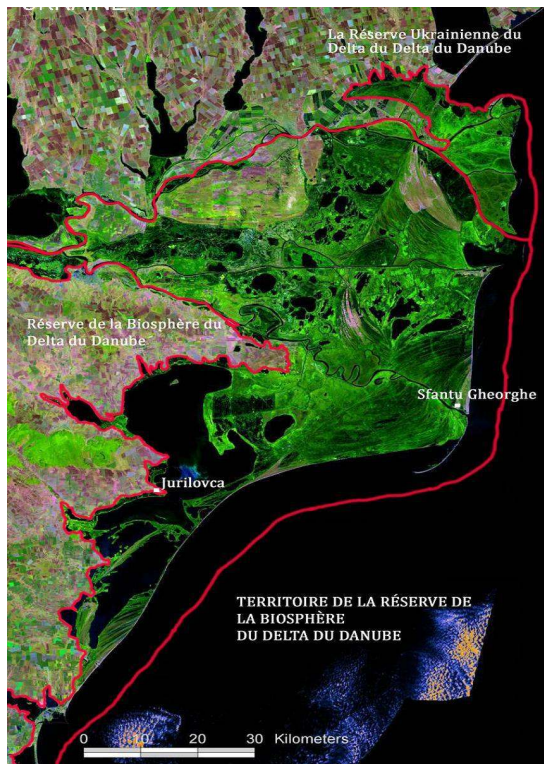 UKRAINE
La Réserve Ukrainienne du
Delta du Delta du Danube
Réserve de la Biosphère du
Delta du Danube
Sfantu Gheorghe
Jurilovca
TERRITOIRE DE LA RÉSERVE DE
LA BIOSPHÈRE
DU DELTA DU DANUBE
0 10 20 30 Kilometers